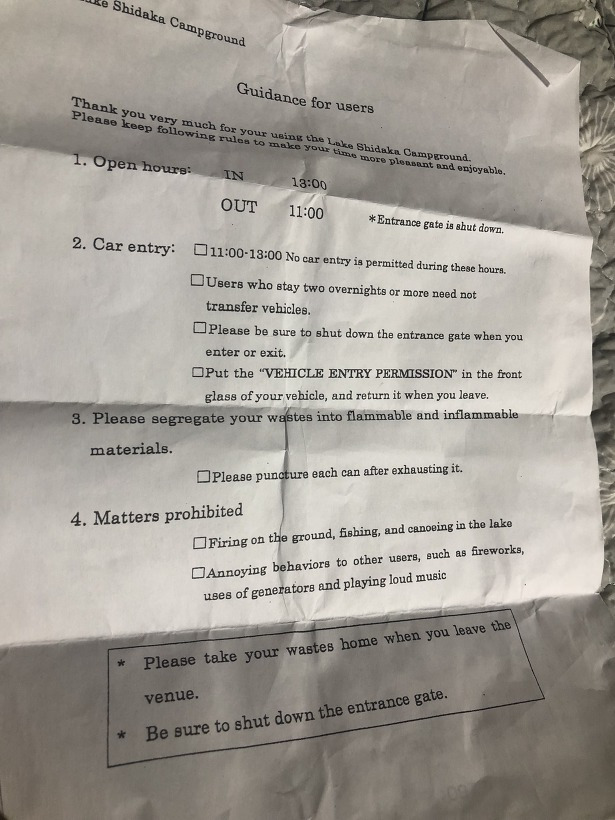 Shidaka Campground
Guidance for users
Thank you very much for your using the Lake Shidaka Campground.
Please keep following rules to make your time more pleasant and enjoyable.
1. Open hours: IN 13:00
OUT 11:00 *Entrance gate is shut down.
2. Car entry: □11:00-13:00 No car entry is permitted during these hours.
□Users who stay two overnights or more need not
transfer vehicles.
□Please be sure to shut down the entrance gate when you
enter or exit.
□Put the “VEHICLE ENTRY PERMISSION” in the front
glass of your vehicle, and return it when you leave.
3. Please segregate your wastes into flammable and inflammable
materials.
□Please puncture each can after exhausting it.
4. Matters prohibited
□Firing on the ground, fishing, and canoeing in the lake
□Annoying behaviors to other users, such as fireworks,
uses of generators and playing loud music
* Please take your wastes home when you leave the
venue.
* Be sure to shut down the entrance gate.